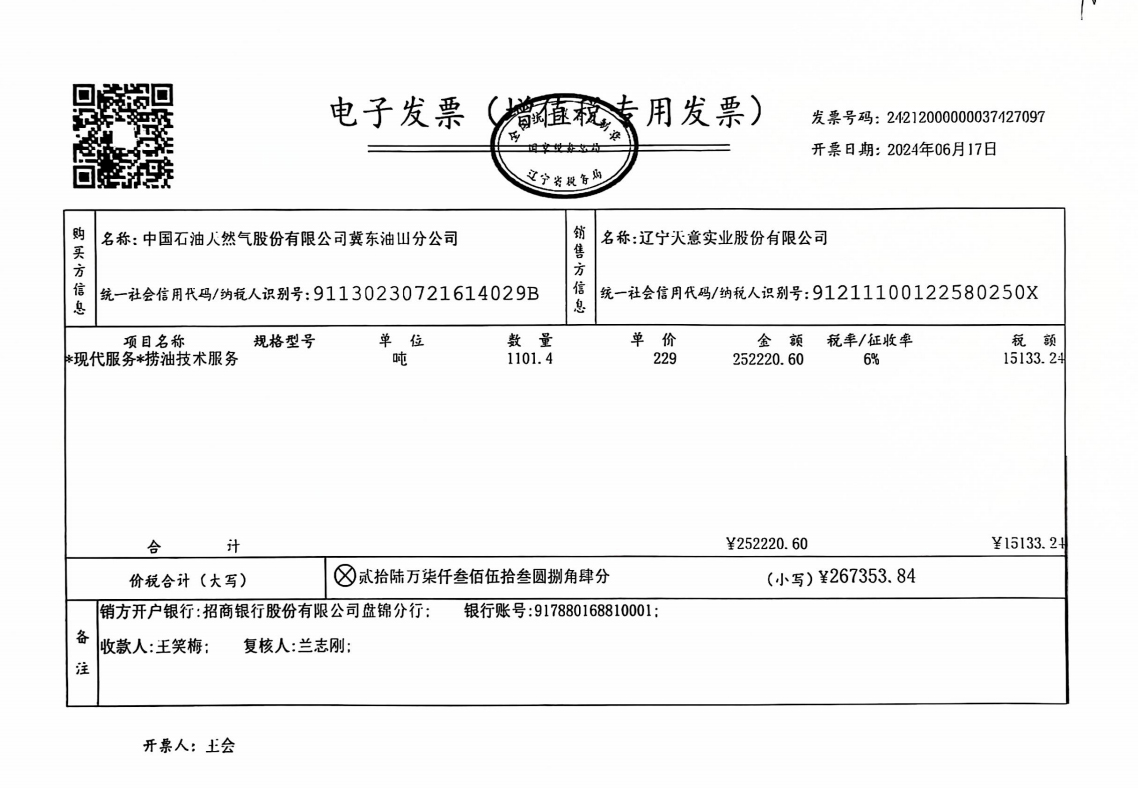 电子发票（增值税专用发票）
国家税务总局
辽宁省税务局
发票号码：24212000000037427097
开票日期：2024年06月17日
购买方信息
名称：中国石油天然气股份有限公司冀东油田分公司
统一社会信用代码/纳税人识别号：91130230721614029B
销售方信息
名称：辽宁天意实业股份有限公司
统一社会信用代码/纳税人识别号：91211100122580250X
项目名称 规格型号 单位 数量 单价 金额 税率/征收率 税额
*现代服务*捞油技术服务 吨 1101.4 229 252220.60 6% 15133.24
合计 ¥252220.60 ¥15133.24
价税合计（大写） ⊗贰拾陆万柒仟叁佰伍拾叁圆捌角肆分 （小写）¥267353.84
备注
销方开户银行:招商银行股份有限公司盘锦分行; 银行账号:917880168810001;
收款人:王笑梅; 复核人:兰志刚;
开票人：王会